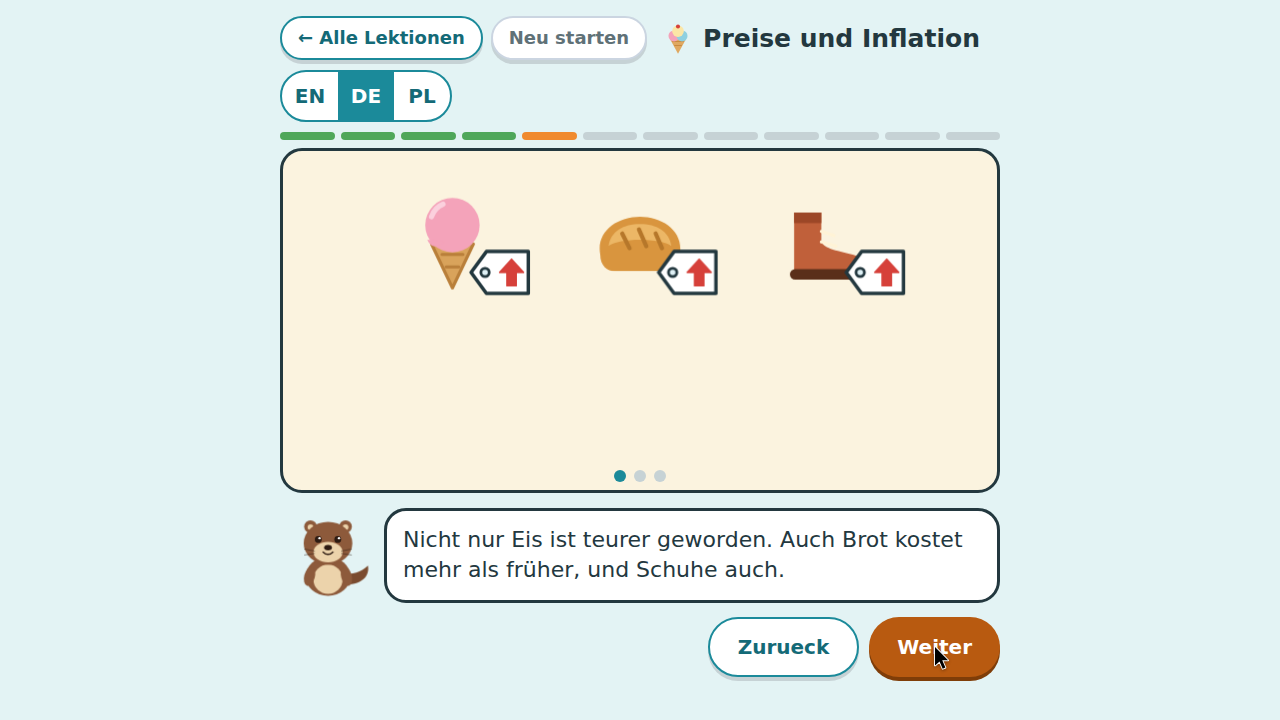 ← Alle Lektionen
Neu starten
Preise und Inflation
EN DE PL
Nicht nur Eis ist teurer geworden. Auch Brot kostet
mehr als früher, und Schuhe auch.
Zurueck
Weiter